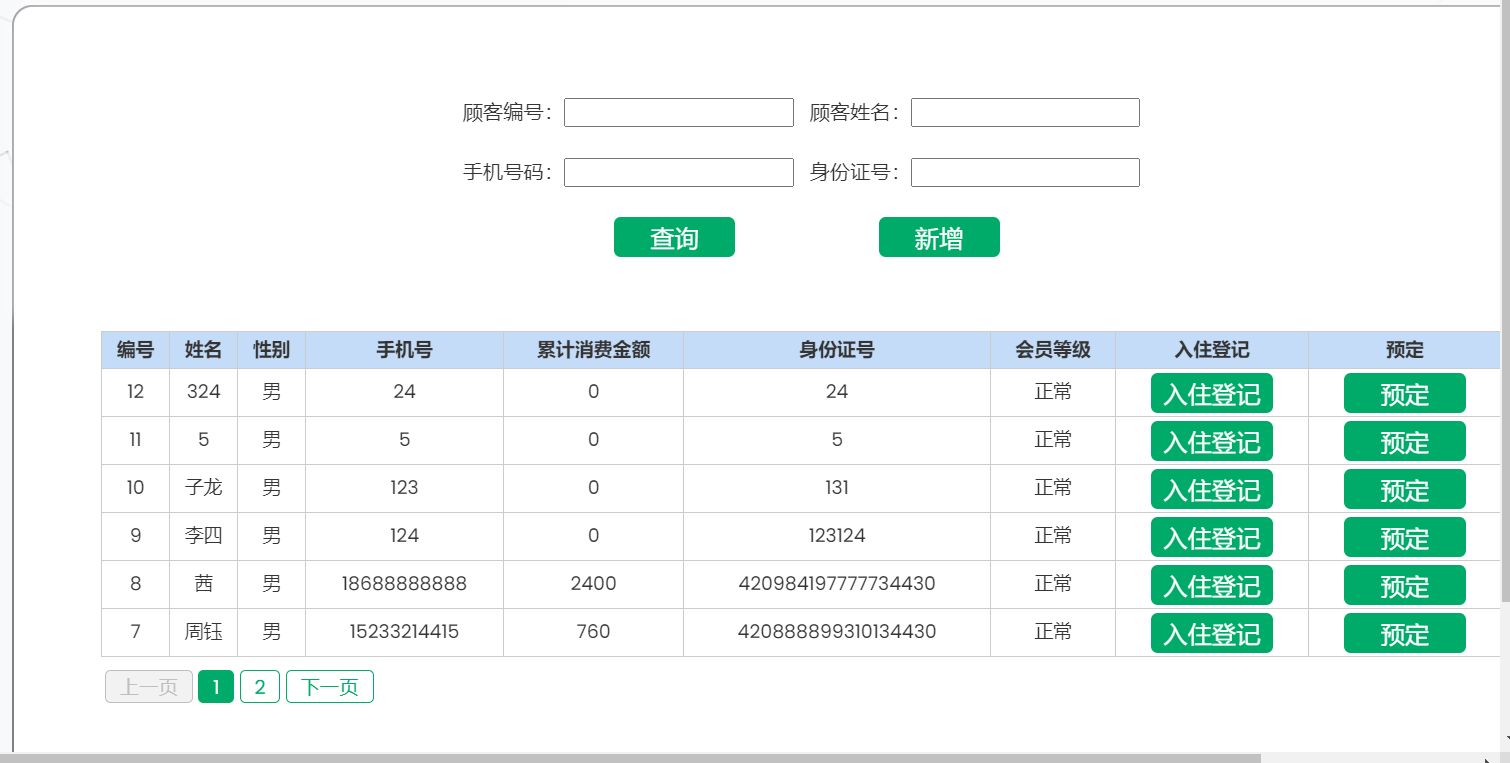 顾客编号： 顾客姓名：
手机号码： 身份证号：
查询 新增
编号 姓名 性别 手机号 累计消费金额 身份证号 会员等级 入住登记 预定
12 324 男 24 0 24 正常 入住登记 预定
11 5 男 5 0 5 正常 入住登记 预定
10 子龙 男 123 0 131 正常 入住登记 预定
9 李四 男 124 0 123124 正常 入住登记 预定
8 茜 男 18688888888 2400 420984197777734430 正常 入住登记 预定
7 周钰 男 15233214415 760 420888899310134430 正常 入住登记 预定
上一页 1 2 下一页